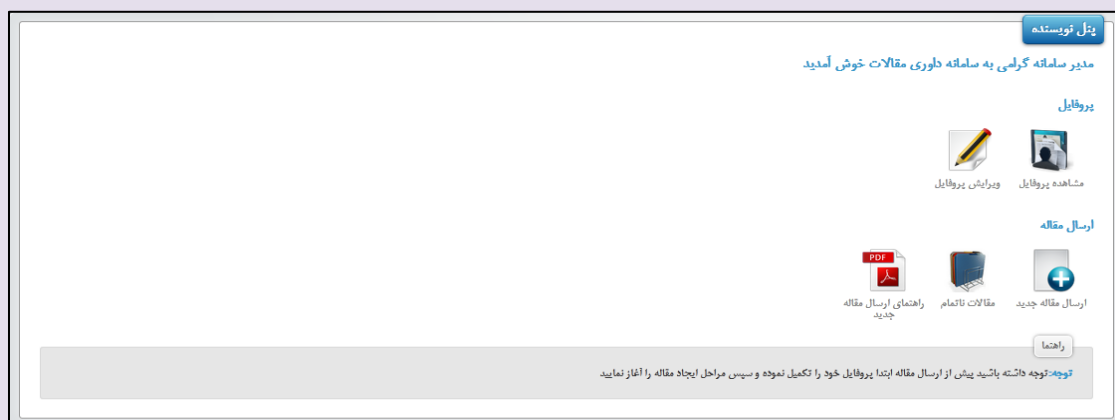 پنل نویسنده
مدیر سامانه گرامی به سامانه داوری مقالات خوش آمدید
پروفایل
مشاهده پروفایل
ویرایش پروفایل
ارسال مقاله
PDF
ارسال مقاله جدید
مقالات ناتمام
راهنمای ارسال مقاله
جدید
راهنما
توجه:توجه داشته باشید پیش از ارسال مقاله ابتدا پروفایل خود را تکمیل نموده و سپس مراحل ایجاد مقاله را آغاز نمایید